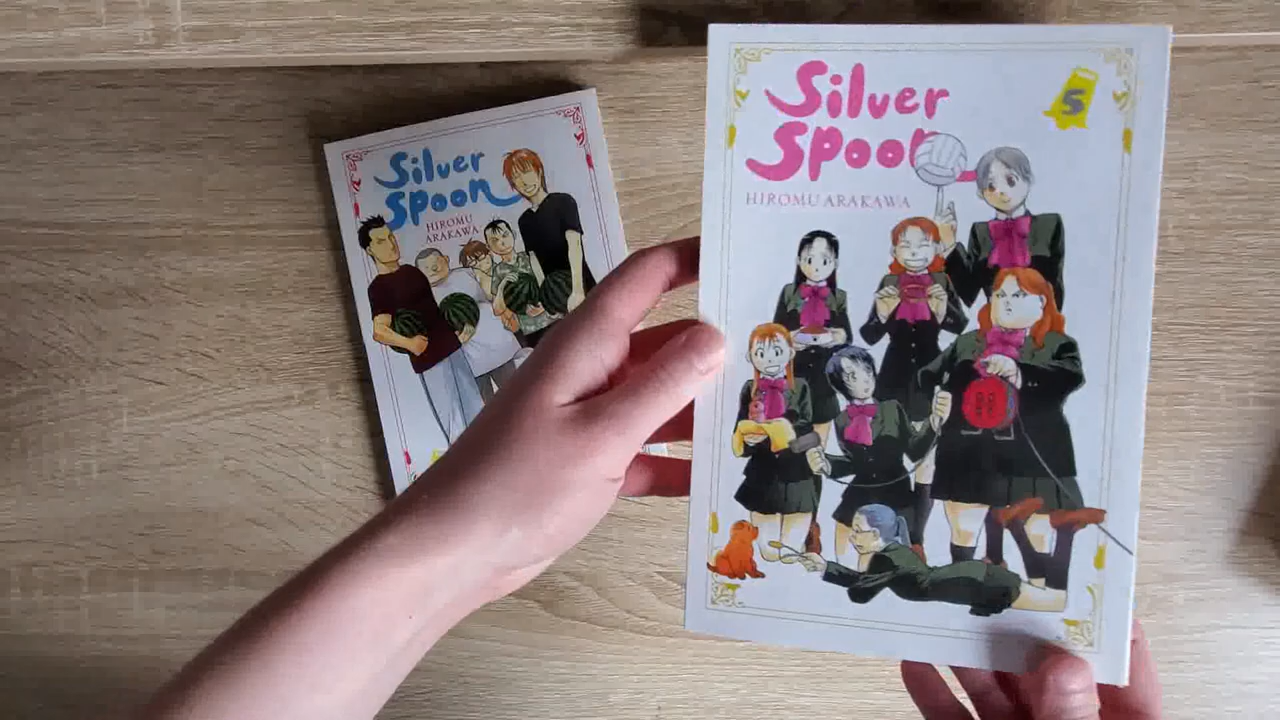 Silver
Spoon
HIROMU
ARAKAWA
Silver
Spoon
5
HIROMU ARAKAWA